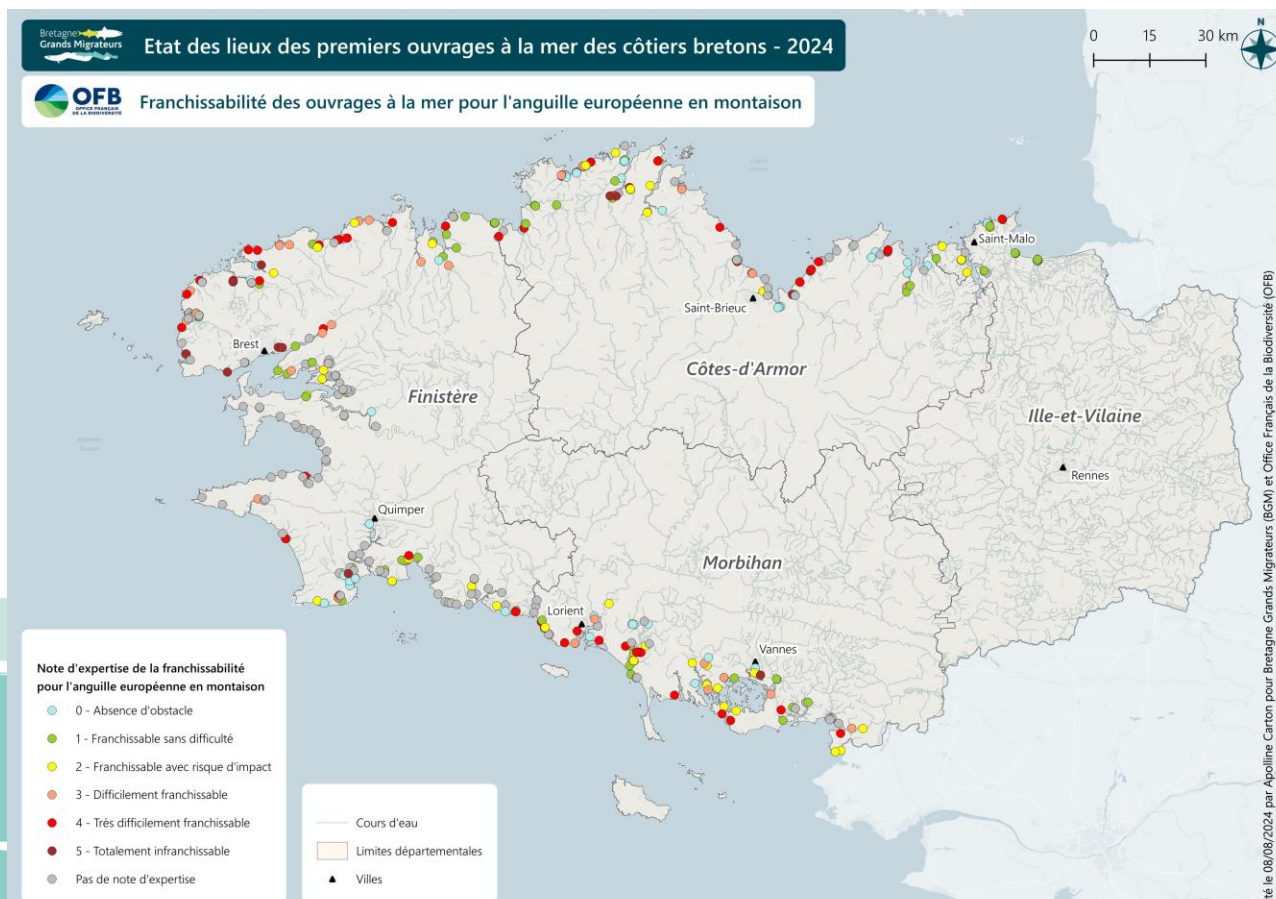 Bretagne
Grands Migrateurs
Etat des lieux des premiers ouvrages à la mer des côtiers bretons - 2024
OFB
OFFICE FRANÇAIS
DE LA BIODIVERSITÉ
Franchissabilité des ouvrages à la mer pour l'anguille européenne en montaison
0 15 30 km
N
Saint-Malo
Saint-Brieuc
Brest
Côtes-d'Armor
Finistère
Ille-et-Vilaine
Rennes
Quimper
Morbihan
Lorient
Vannes
Note d'expertise de la franchissabilité
pour l'anguille européenne en montaison
0 - Absence d'obstacle
1 - Franchissable sans difficulté
2 - Franchissable avec risque d'impact
3 - Difficilement franchissable
4 - Très difficilement franchissable
5 - Totalement infranchissable
Pas de note d'expertise
Cours d'eau
Limites départementales
Villes
té le 08/08/2024 par Apolline Carton pour Bretagne Grands Migrateurs (BGM) et Office Français de la Biodiversité (OFB)